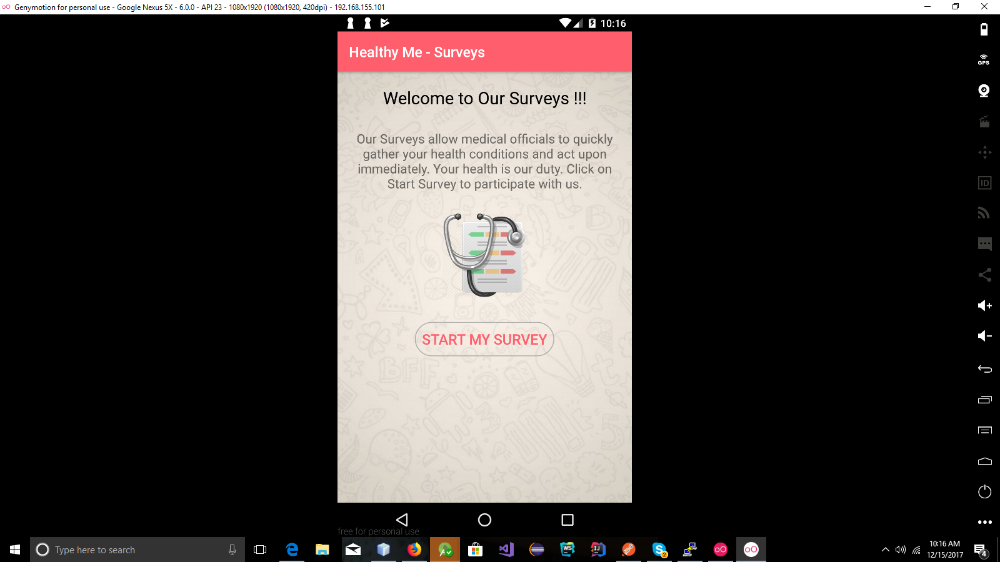 Genymotion for personal use - Google Nexus 5X - 6.0.0 - API 23 - 1080x1920 (1080x1920, 420dpi) - 192.168.155.101
10:16
Healthy Me - Surveys
GPS
Welcome to Our Surveys !!!
Our Surveys allow medical officials to quickly
gather your health conditions and act upon
immediately. Your health is our duty. Click on
Start Survey to participate with us.
ID
START MY SURVEY
BFF
free for personal use
Type here to search
WS
IJ
2
10:16 AM
12/15/2017
4